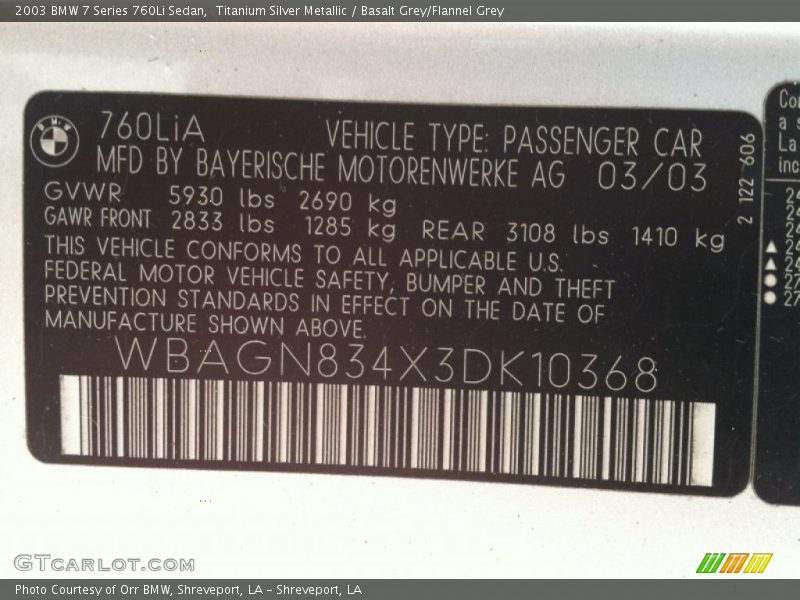 2003 BMW 7 Series 760Li Sedan,  Titanium Silver Metallic / Basalt Grey/Flannel Grey
BMW
760LiA
VEHICLE TYPE: PASSENGER CAR
MFD BY BAYERISCHE MOTORENWERKE AG 03/03
GVWR 5930 lbs 2690 kg
GAWR FRONT 2833 lbs 1285 kg REAR 3108 lbs 1410 kg
THIS VEHICLE CONFORMS TO ALL APPLICABLE U.S.
FEDERAL MOTOR VEHICLE SAFETY, BUMPER AND THEFT
PREVENTION STANDARDS IN EFFECT ON THE DATE OF
MANUFACTURE SHOWN ABOVE.
WBAGN834X3DK10368
2 122 606
GTCARLOT.COM
Photo Courtesy of Orr BMW, Shreveport, LA – Shreveport, LA